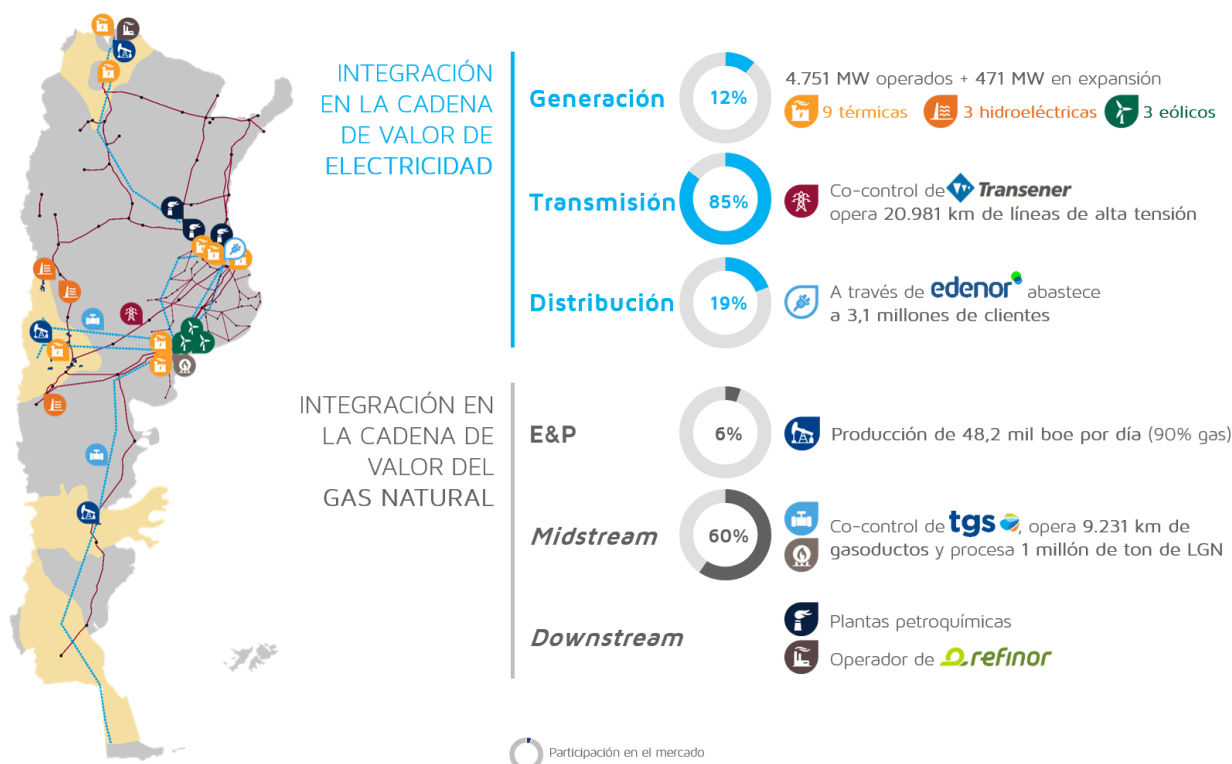 INTEGRACIÓN
EN LA CADENA
DE VALOR DE
ELECTRICIDAD
Generación
12%
4.751 MW operados + 471 MW en expansión
9 térmicas
3 hidroeléctricas
3 eólicos
Transmisión
85%
Co-control de Transener
opera 20.981 km de líneas de alta tensión
Distribución
19%
A través de edenor abastece
a 3,1 millones de clientes
INTEGRACIÓN EN
LA CADENA DE
VALOR DEL
GAS NATURAL
E&P
6%
Producción de 48,2 mil boe por día (90% gas)
Midstream
60%
Co-control de tgs, opera 9.231 km de
gasoductos y procesa 1 millón de ton de LGN
Downstream
Plantas petroquímicas
Operador de refinor
Participación en el mercado